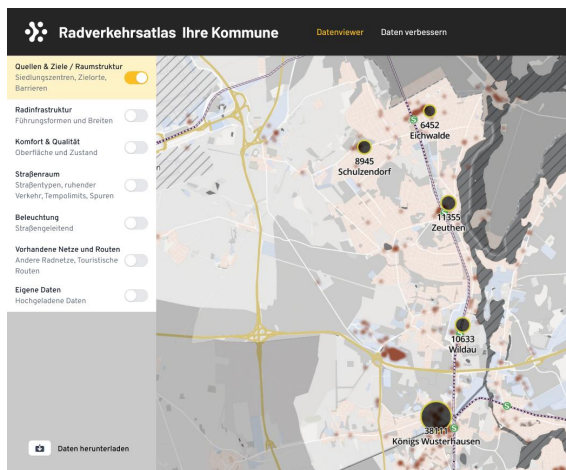 Radverkehrsatlas Ihre Kommune
Datenviewer
Daten verbessern
Quellen & Ziele / Raumstruktur
Siedlungszentren, Zielorte,
Barrieren
Radinfrastruktur
Führungsformen und Breiten
Komfort & Qualität
Oberfläche und Zustand
Straßenraum
Straßentypen, ruhender
Verkehr, Tempolimits, Spuren
Beleuchtung
Straßengeleitend
Vorhandene Netze und Routen
Andere Radnetze, Touristische
Routen
Eigene Daten
Hochgeladene Daten
Daten herunterladen
6452
Eichwalde
8945
Schulzendorf
11355
Zeuthen
10633
Wildau
38111
Königs Wusterhausen
S
S
S